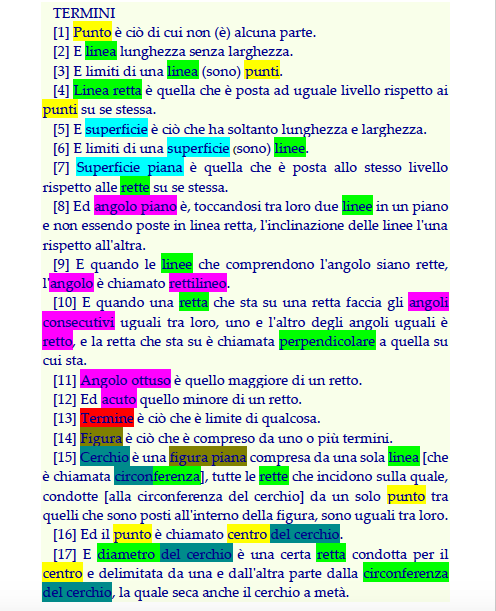 TERMINI
[1] Punto è ciò di cui non (è) alcuna parte.
[2] E linea lunghezza senza larghezza.
[3] E limiti di una linea (sono) punti.
[4] Linea retta è quella che è posta ad uguale livello rispetto ai
punti su se stessa.
[5] E superficie è ciò che ha soltanto lunghezza e larghezza.
[6] E limiti di una superficie (sono) linee.
[7] Superficie piana è quella che è posta allo stesso livello
rispetto alle rette su se stessa.
[8] Ed angolo piano è, toccandosi tra loro due linee in un piano
e non essendo poste in linea retta, l'inclinazione delle linee l'una
rispetto all'altra.
[9] E quando le linee che comprendono l'angolo siano rette,
l'angolo è chiamato rettilineo.
[10] E quando una retta che sta su una retta faccia gli angoli
consecutivi uguali tra loro, uno e l'altro degli angoli uguali è
retto, e la retta che sta su è chiamata perpendicolare a quella su
cui sta.
[11] Angolo ottuso è quello maggiore di un retto.
[12] Ed acuto quello minore di un retto.
[13] Termine è ciò che è limite di qualcosa.
[14] Figura è ciò che è compreso da uno o più termini.
[15] Cerchio è una figura piana compresa da una sola linea [che
è chiamata circonferenza], tutte le rette che incidono sulla quale,
condotte [alla circonferenza del cerchio] da un solo punto tra
quelli che sono posti all'interno della figura, sono uguali tra loro.
[16] Ed il punto è chiamato centro del cerchio.
[17] E diametro del cerchio è una certa retta condotta per il
centro e delimitata da una e dall'altra parte dalla circonferenza
del cerchio, la quale seca anche il cerchio a metà.